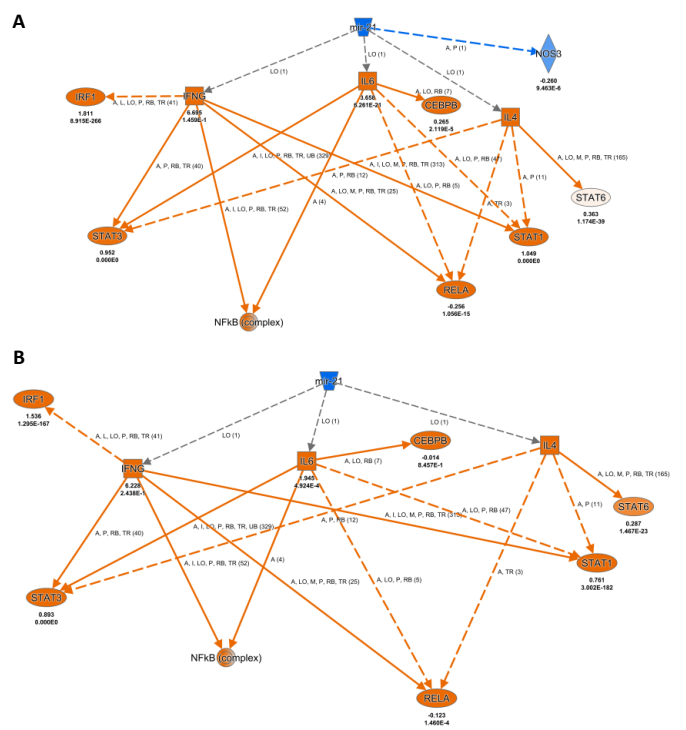 A
mir-21
LO (1)
LO (1)
A, P (1)
LO (1)
NOS3
-0.260
9.463E-6
IRF1
1.811
8.915E-266
A, L, LO, P, RB, TR (41)
IFNG
1.459E-1
IL6
6.261E-21
A, LO, RB (7)
CEBPB
0.265
2.119E-5
IL4
A, P, RB, TR (40)
A, I, LO, P, RB, TR, UB (329)
A, I, LO, M, P, RB, TR (313)
A, LO, P, RB (47)
A, LO, M, P, RB, TR (165)
A, P, RB (12)
A, LO, P, RB (5)
A, P (11)
A, LO, M, P, RB, TR (25)
STAT6
0.363
1.174E-39
A, I, LO, P, RB, TR (52)
A (4)
A, TR (3)
STAT3
0.952
0.000E0
STAT1
1.049
0.000E0
RELA
-0.256
1.056E-15
NFkB (complex)
B
mir-21
IRF1
1.536
1.295E-167
LO (1)
LO (1)
LO (1)
A, L, LO, P, RB, TR (41)
IFNG
6.228
2.438E-1
IL6
1.945
4.924E-4
A, LO, RB (7)
CEBPB
-0.014
8.457E-1
IL4
A, LO, M, P, RB, TR (165)
STAT6
0.287
1.467E-23
A, P, RB, TR (40)
A, I, LO, P, RB, TR, UB (329)
A, P, RB (12)
A, I, LO, M, P, RB, TR (313)
A, LO, P, RB (47)
A, P (11)
A, I, LO, P, RB, TR (52)
A (4)
A, LO, M, P, RB, TR (25)
A, LO, P, RB (5)
A, TR (3)
STAT1
0.761
3.002E-182
STAT3
0.893
0.000E0
NFkB (complex)
RELA
-0.123
1.460E-4